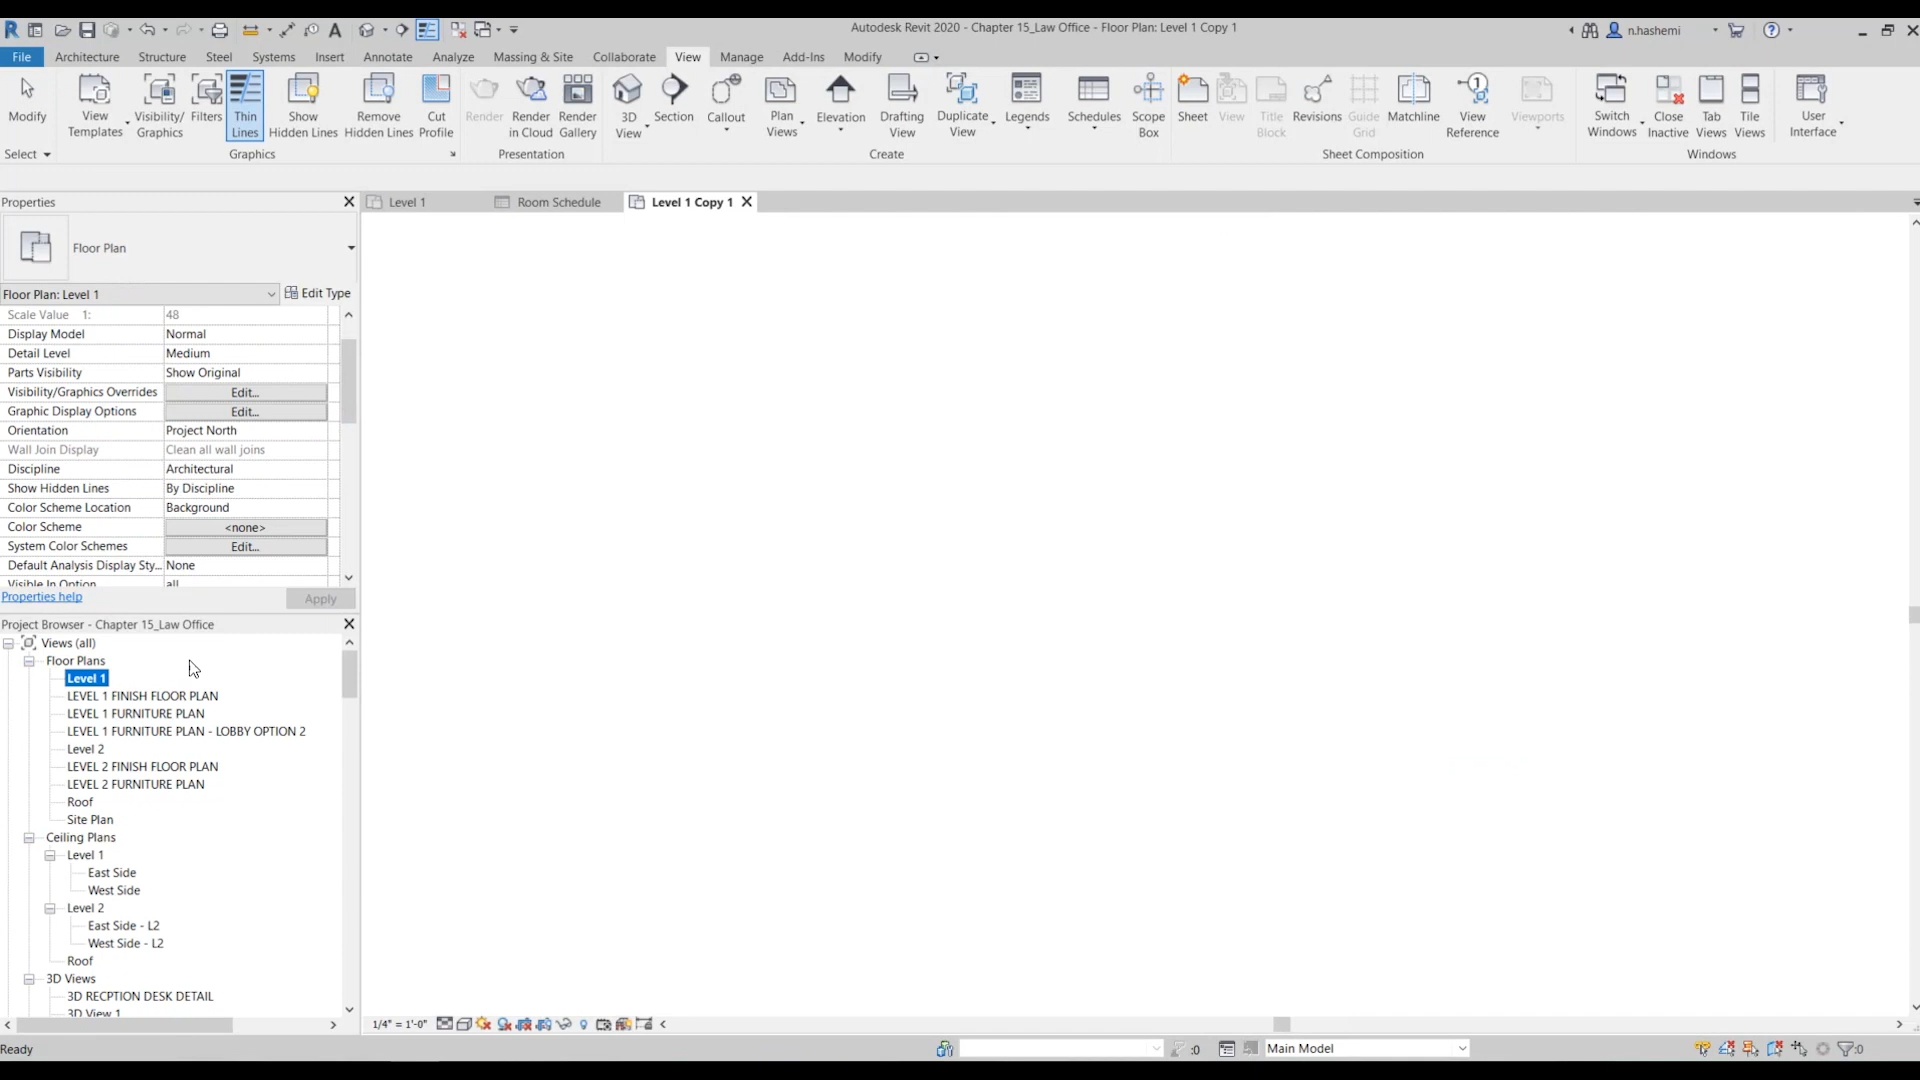 Autodesk Revit 2020 - Chapter 15_Law Office - Floor Plan: Level 1 Copy 1
n.hashemi
File Architecture Structure Steel Systems Insert Annotate Analyze Massing & Site Collaborate View Manage Add-Ins Modify
Modify
View Templates
Visibility/ Graphics
Filters
Thin Lines
Show Hidden Lines
Remove Hidden Lines
Cut Profile
Render
Render in Cloud
Render Gallery
3D View
Section
Callout
Plan Views
Elevation
Drafting View
Duplicate View
Legends
Schedules
Scope Box
Sheet
View
Title Block
Revisions
Guide Grid
Matchline
View Reference
Viewports
Switch Windows
Close Inactive
Tab Views
Tile Views
User Interface
Select Graphics Presentation Create Sheet Composition Windows
Properties
Level 1 Room Schedule Level 1 Copy 1
Floor Plan
Floor Plan: Level 1 Edit Type
Scale Value 1: 48
Display Model Normal
Detail Level Medium
Parts Visibility Show Original
Visibility/Graphics Overrides Edit...
Graphic Display Options Edit...
Orientation Project North
Wall Join Display Clean all wall joins
Discipline Architectural
Show Hidden Lines By Discipline
Color Scheme Location Background
Color Scheme <none>
System Color Schemes Edit...
Default Analysis Display Sty... None
Visible In Option all
Properties help Apply
Project Browser - Chapter 15_Law Office
Views (all)
Floor Plans
Level 1
LEVEL 1 FINISH FLOOR PLAN
LEVEL 1 FURNITURE PLAN
LEVEL 1 FURNITURE PLAN - LOBBY OPTION 2
Level 2
LEVEL 2 FINISH FLOOR PLAN
LEVEL 2 FURNITURE PLAN
Roof
Site Plan
Ceiling Plans
Level 1
East Side
West Side
Level 2
East Side - L2
West Side - L2
Roof
3D Views
3D RECPTION DESK DETAIL
3D View 1
1/4" = 1'-0"
Ready
:0
Main Model
:0